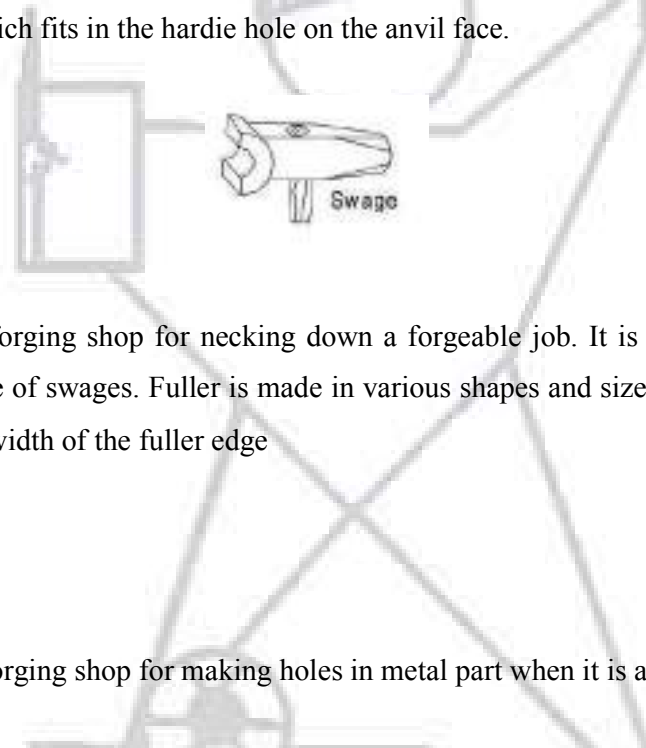 ich fits in the hardie hole on the anvil face.
Swage
forging shop for necking down a forgeable job. It is
e of swages. Fuller is made in various shapes and size
width of the fuller edge
orging shop for making holes in metal part when it is a